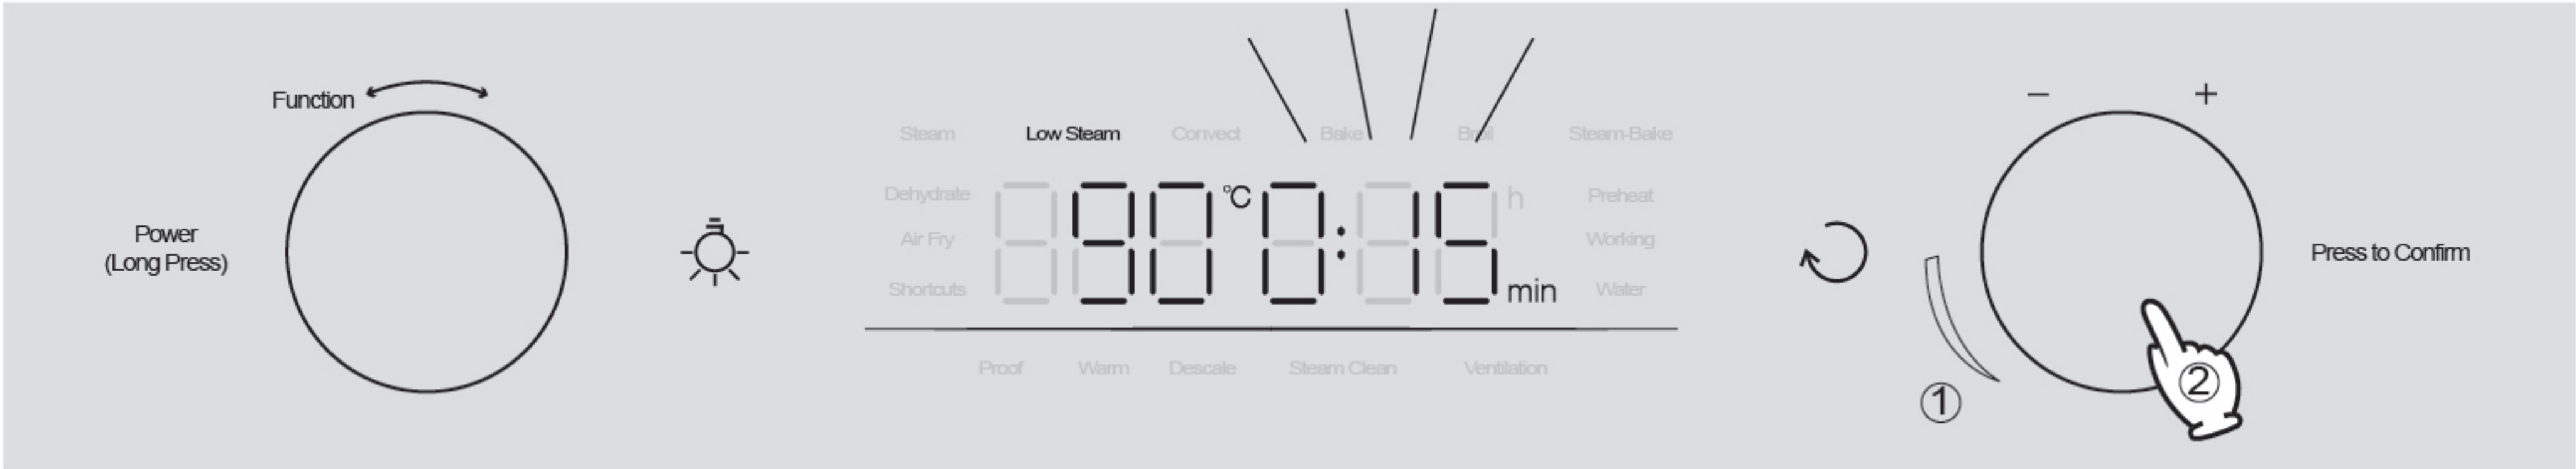 Function
− +
Steam Low Steam Convect Bake Broil Steam-Bake
Dehydrate Preheat
90 ℃ 0:15 h min
Air Fry Working
Power
(Long Press)
Press to Confirm
Shortcuts Water
Proof Warm Descale Steam Clean Ventilation
① ②